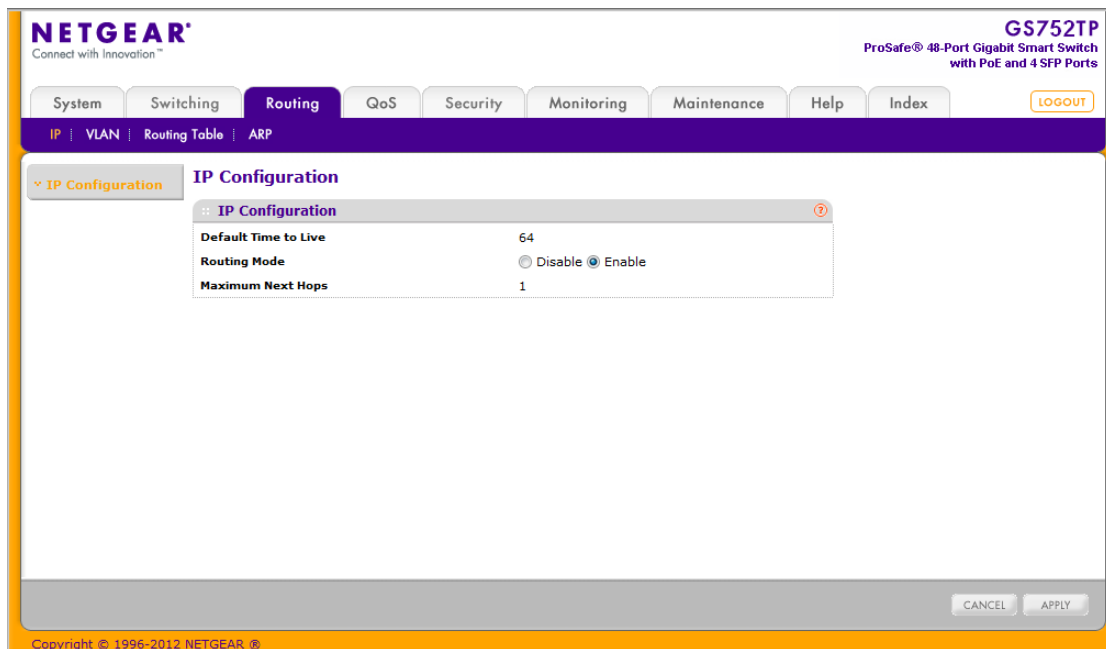 NETGEAR®
Connect with Innovation™
GS752TP
ProSafe® 48-Port Gigabit Smart Switch
with PoE and 4 SFP Ports
System Switching Routing QoS Security Monitoring Maintenance Help Index LOGOUT
IP VLAN Routing Table ARP
IP Configuration
IP Configuration
IP Configuration ?
Default Time to Live 64
Routing Mode Disable Enable
Maximum Next Hops 1
CANCEL APPLY
Copyright © 1996-2012 NETGEAR ®